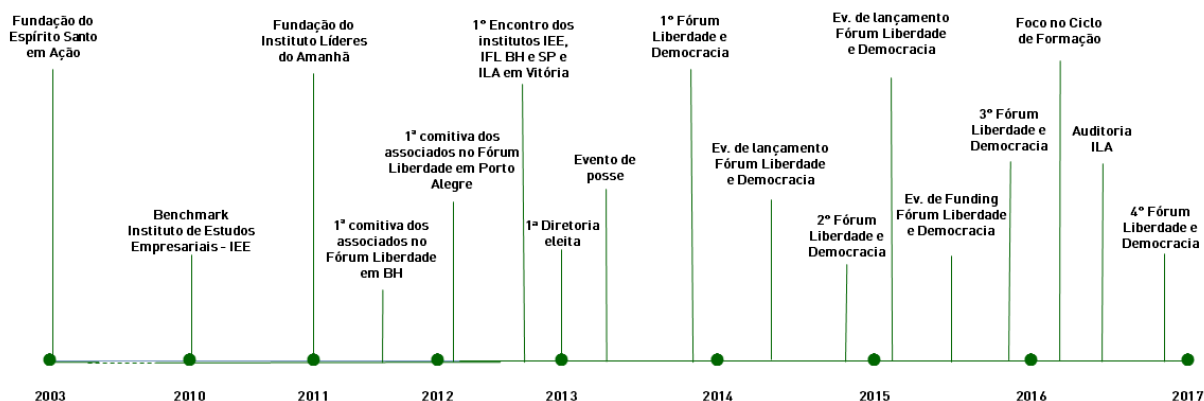 Fundação do
Espírito Santo
em Ação
Benchmark
Instituto de Estudos
Empresariais - IEE
Fundação do
Instituto Líderes
do Amanhã
1ª comitiva dos
associados no
Fórum Liberdade
em BH
1ª comitiva dos
associados no Fórum
Liberdade em Porto
Alegre
1º Encontro dos
institutos IEE,
IFL BH e SP e
ILA em Vitória
1ª Diretoria
eleita
Evento de
posse
1º Fórum
Liberdade e
Democracia
Ev. de lançamento
Fórum Liberdade
e Democracia
2º Fórum
Liberdade e
Democracia
Ev. de lançamento
Fórum Liberdade
e Democracia
Ev. de Funding
Fórum Liberdade
e Democracia
3º Fórum
Liberdade e
Democracia
Foco no Ciclo
de Formação
Auditoria
ILA
4º Fórum
Liberdade e
Democracia
2003 2010 2011 2012 2013 2014 2015 2016 2017